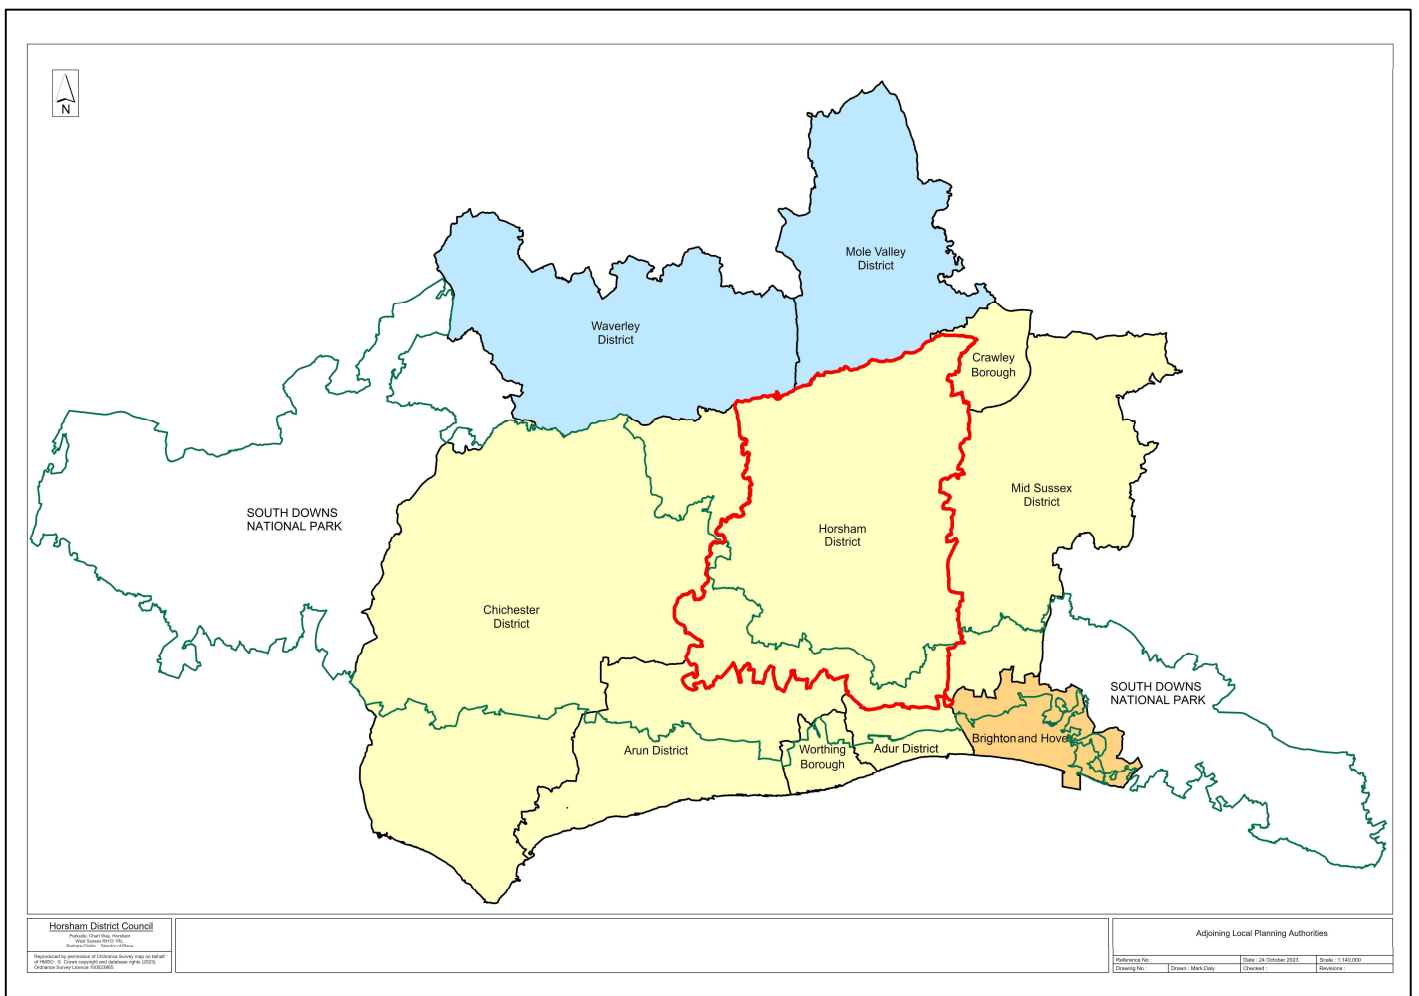 N
Mole Valley
District
Waverley
District
Crawley
Borough
Mid Sussex
District
SOUTH DOWNS
NATIONAL PARK
Horsham
District
Chichester
District
SOUTH DOWNS
NATIONAL PARK
Arun District
Worthing
Borough
Adur District
Brighton and Hove
Horsham District Council
Parkside, Chart Way, Horsham
West Sussex RH12 1RL.
Reproduced by permission of Ordnance Survey map on behalf
of HMSO. © Crown copyright and database rights (2023).
Ordnance Survey Licence.100023865
Adjoining Local Planning Authorities
Reference No :
Date : 24 October 2023
Scale : 1:140,000
Drawing No :
Drawn : Mark.Daly
Checked :
Revisions :